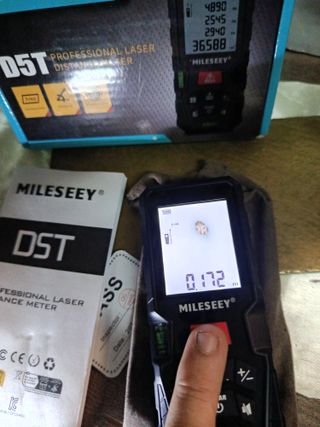 4890
2545
2940
36588
MILESEEY®
D5T PROFESSIONAL LASER
DISTANCE METER
MILESEEY®
D5T
PROFESSIONAL LASER
DISTANCE METER
0.172
MILESEEY®